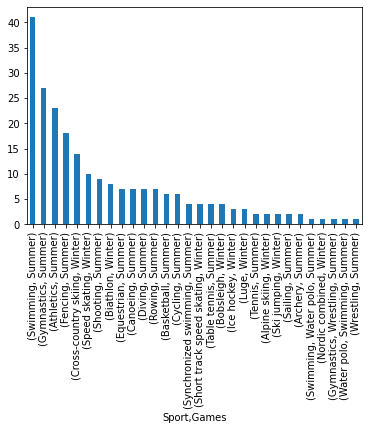 40
35
30
25
20
15
10
5
0
(Swimming, Summer)
(Gymnastics, Summer)
(Athletics, Summer)
(Fencing, Summer)
(Cross-country skiing, Winter)
(Speed skating, Winter)
(Shooting, Summer)
(Biathlon, Winter)
(Equestrian, Summer)
(Canoeing, Summer)
(Diving, Summer)
(Rowing, Summer)
(Basketball, Summer)
(Cycling, Summer)
(Synchronized swimming, Summer)
(Short track speed skating, Winter)
(Table tennis, Summer)
(Bobsleigh, Winter)
(Ice hockey, Winter)
(Luge, Winter)
(Tennis, Summer)
(Alpine skiing, Winter)
(Ski jumping, Winter)
(Sailing, Summer)
(Archery, Summer)
(Swimming, Water polo, Summer)
(Nordic combined, Winter)
(Gymnastics, Wrestling, Summer)
(Water polo, Swimming, Summer)
(Wrestling, Summer)
Sport,Games